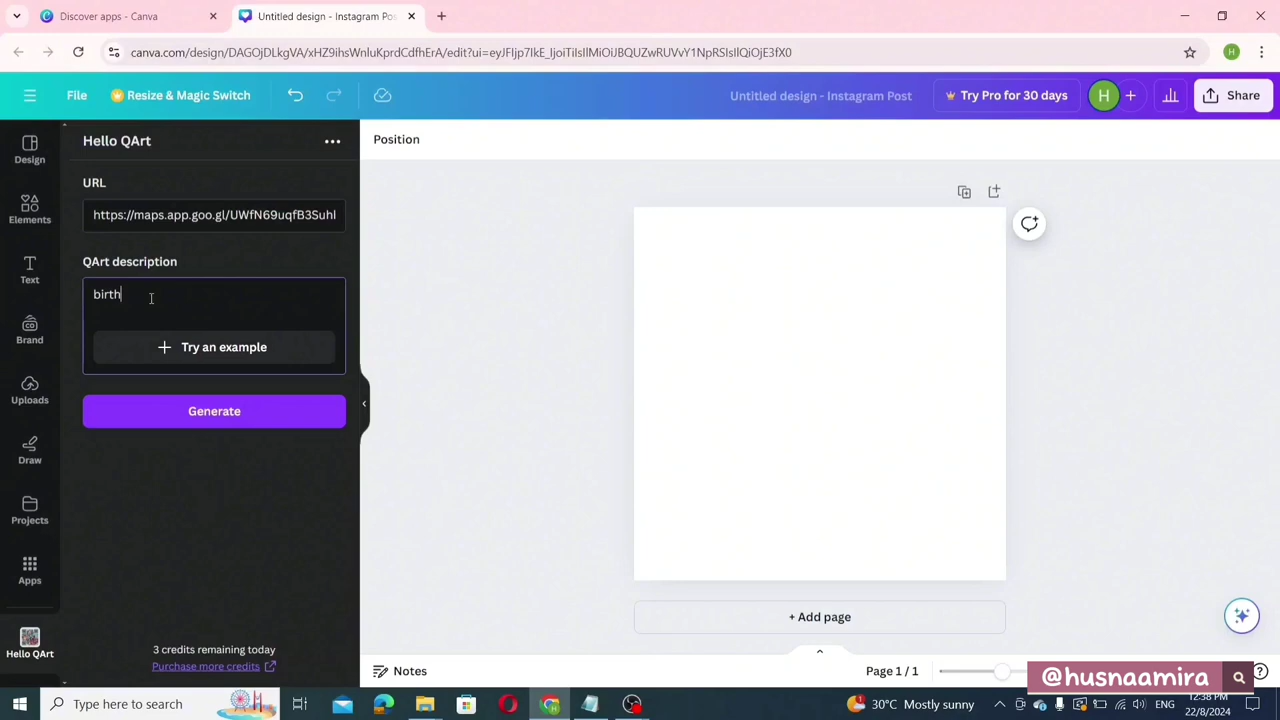 Discover apps - Canva
Untitled design - Instagram Pos
canva.com/design/DAGOjDLkgVA/xHZ9ihsWnluKprdCdfhErA/edit?ui=eyJFIjp7IkE_IjoiTilsIlMiOiJBQUZwRUVvY1NpRSIsIlQiOjE3fX0
H
File
Resize & Magic Switch
Untitled design - Instagram Post
Try Pro for 30 days
H
Share
Design
Elements
Text
Brand
Uploads
Draw
Projects
Apps
Hello QArt
Hello QArt
URL
https://maps.app.goo.gl/UWfN69uqfB3SuhI
QArt description
birth
Try an example
Generate
3 credits remaining today
Purchase more credits
Position
+ Add page
Notes
Page 1 / 1
@husnaamira
Type here to search
30°C Mostly sunny
ENG
12:38 PM
22/8/2024